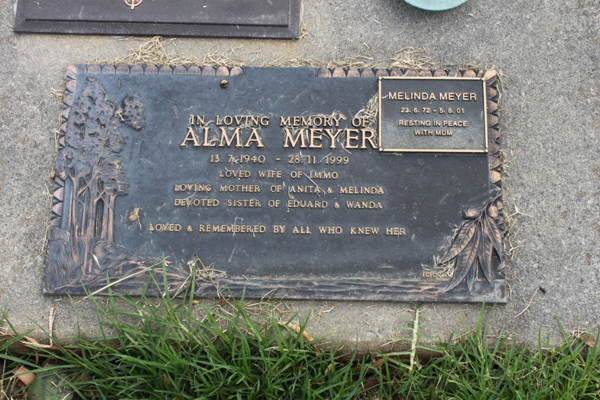 IN LOVING MEMORY OF
ALMA MEYER
13.7.1940 - 28.11.1999
LOVED WIFE OF IMMO
LOVING MOTHER OF ANITA & MELINDA
DEVOTED SISTER OF EDUARD & WANDA
LOVED & REMEMBERED BY ALL WHO KNEW HER
MELINDA MEYER
23.6.72 - 5.8.01
RESTING IN PEACE
WITH MUM